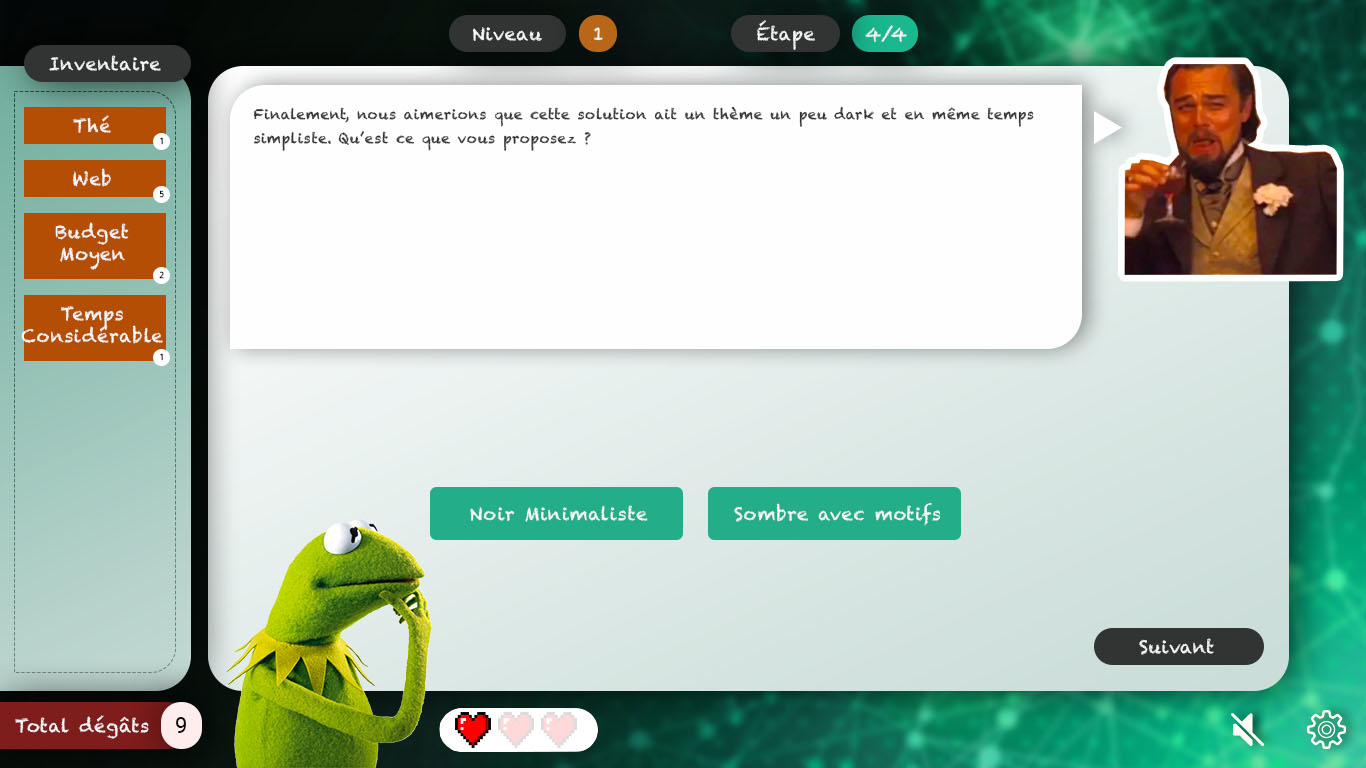 Niveau 1
Étape 4/4
Inventaire
Thé
1
Web
5
Budget
Moyen
2
Temps
Considérable
1
Finalement, nous aimerions que cette solution ait un thème un peu dark et en même temps
simpliste. Qu'est ce que vous proposez ?
Noir Minimaliste
Sombre avec motifs
Suivant
Total dégâts 9